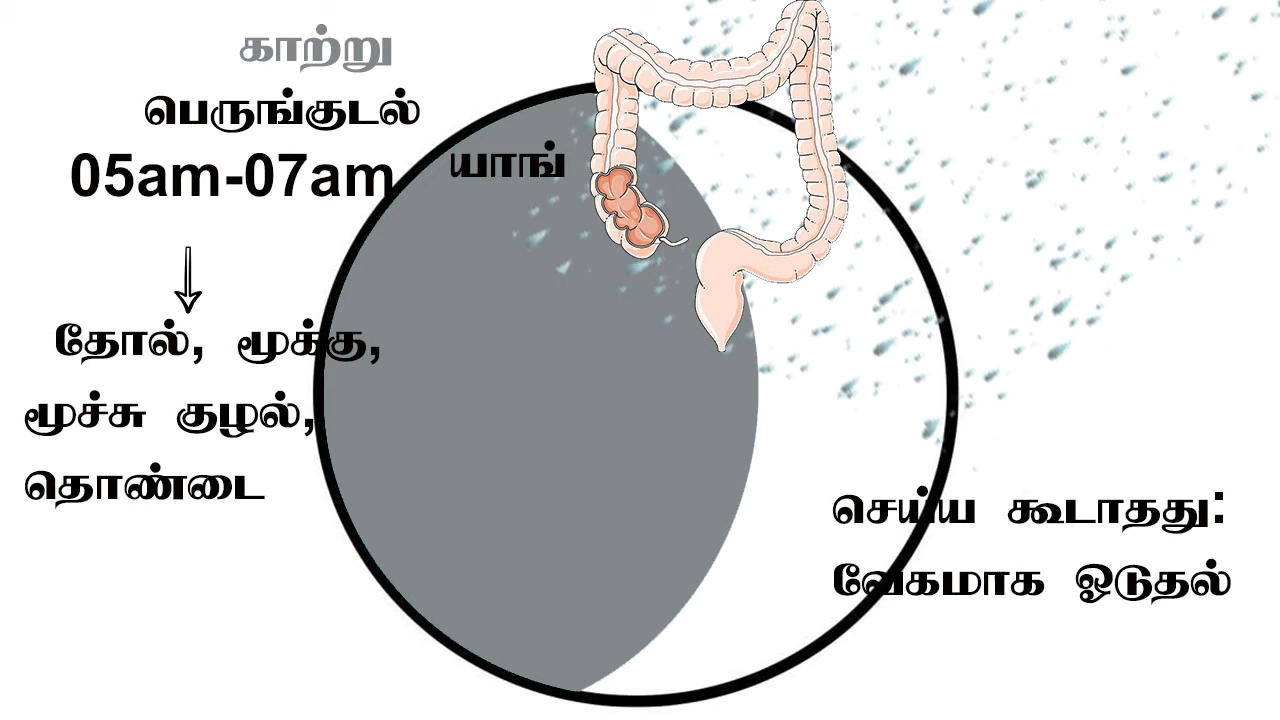 காற்று
பெருங்குடல்
05am-07am
யாங்
தோல், மூக்கு,
மூச்சு குழல்,
தொண்டை
செய்ய கூடாதது:
வேகமாக ஓடுதல்